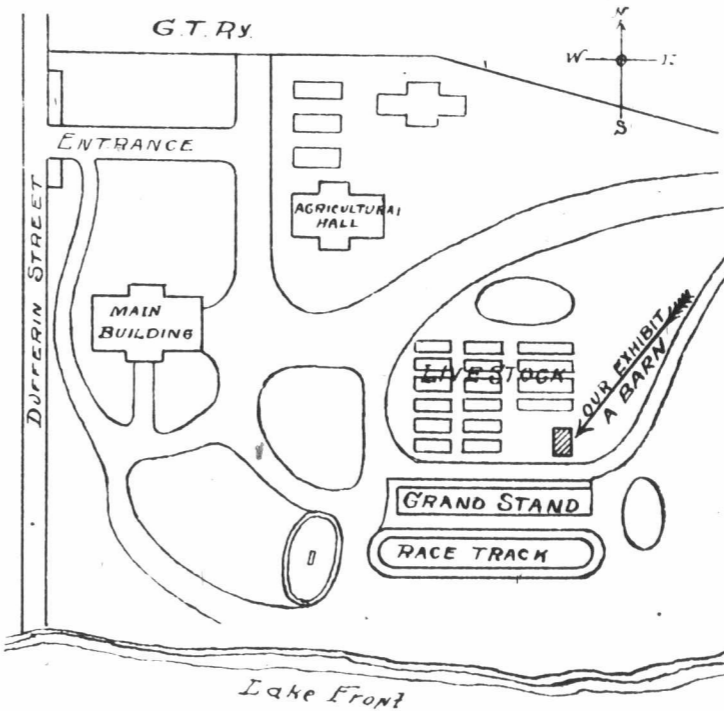 G.T. Ry.
N
W
E
S
ENTRANCE
DUFFERIN STREET
AGRICULTURAL
HALL
MAIN
BUILDING
LIVE STOCK
OUR EXHIBIT
A BARN
GRAND STAND
RACE TRACK
Lake Front